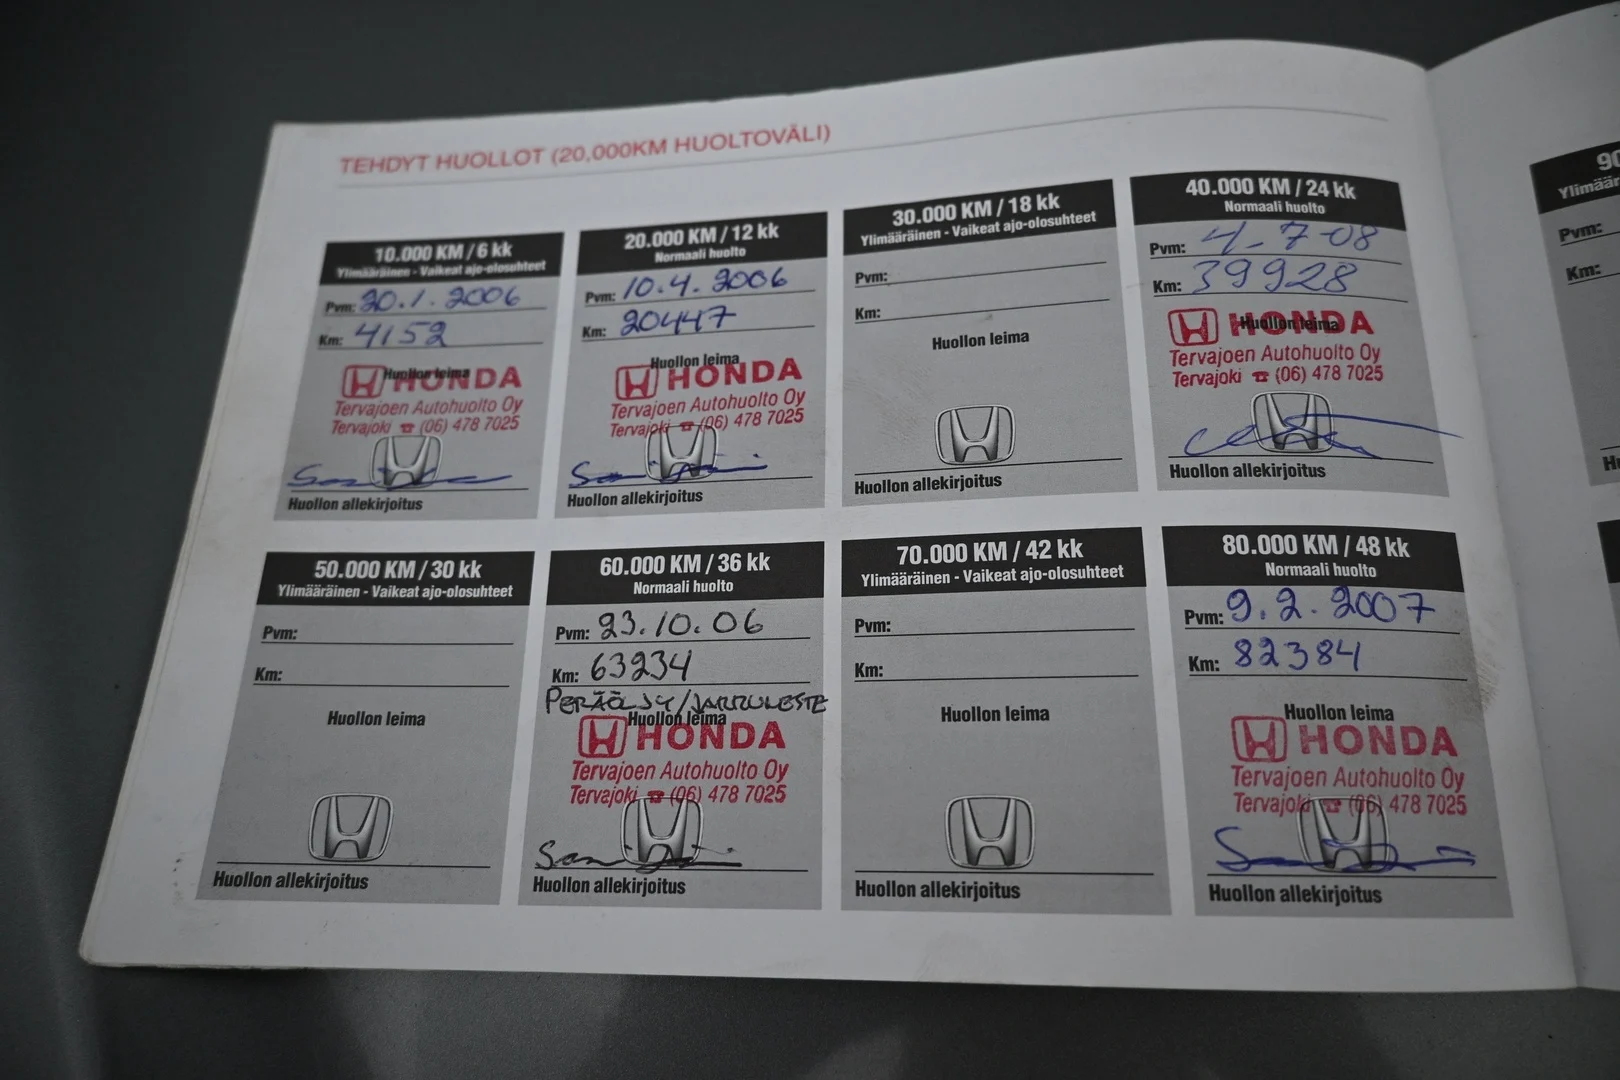 TEHDYT HUOLLOT (20,000KM HUOLTOVÄLI)
10.000 KM / 6 kk
Ylimääräinen - Vaikeat ajo-olosuhteet
Pvm: 20.1.2006
Km: 4152
Huollon leima
HONDA
Tervajoen Autohuolto Oy
Tervajoki ☎ (06) 478 7025
Huollon allekirjoitus
20.000 KM / 12 kk
Normaali huolto
Pvm: 10.4.2006
Km: 20447
Huollon leima
HONDA
Tervajoen Autohuolto Oy
Tervajoki ☎ (06) 478 7025
Huollon allekirjoitus
30.000 KM / 18 kk
Ylimääräinen - Vaikeat ajo-olosuhteet
Pvm:
Km:
Huollon leima
Huollon allekirjoitus
40.000 KM / 24 kk
Normaali huolto
Pvm: 4-7-08
Km: 39928
Huollon leima
HONDA
Tervajoen Autohuolto Oy
Tervajoki ☎ (06) 478 7025
Huollon allekirjoitus
50.000 KM / 30 kk
Ylimääräinen - Vaikeat ajo-olosuhteet
Pvm:
Km:
Huollon leima
Huollon allekirjoitus
60.000 KM / 36 kk
Normaali huolto
Pvm: 23.10.06
Km: 63234
PERÄÖLJY/JARRUNESTE
Huollon leima
HONDA
Tervajoen Autohuolto Oy
Tervajoki ☎ (06) 478 7025
Huollon allekirjoitus
70.000 KM / 42 kk
Ylimääräinen - Vaikeat ajo-olosuhteet
Pvm:
Km:
Huollon leima
Huollon allekirjoitus
80.000 KM / 48 kk
Normaali huolto
Pvm: 9.2.2007
Km: 82384
Huollon leima
HONDA
Tervajoen Autohuolto Oy
Tervajoki ☎ (06) 478 7025
Huollon allekirjoitus
Pvm:
Km: